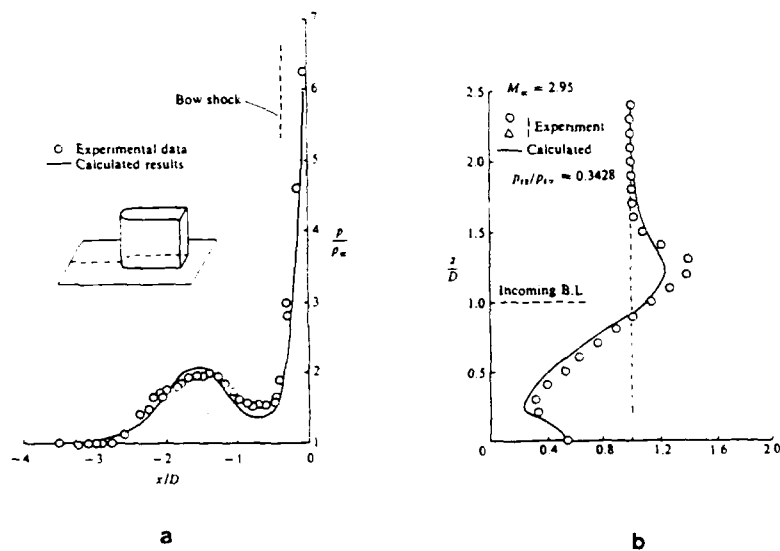 7
6
5
4
3
2
1
Bow shock
Experimental data
Calculated results
p/p∞
−4
−3
−2
−1
0
x/D
a
M∞ = 2.95
2.5
2.0
1.5
1.0
0.5
0
Experiment
Calculated
= 0.3428
z/D
Incoming B.L
0.4
0.8
1.2
1.6
2.0
b